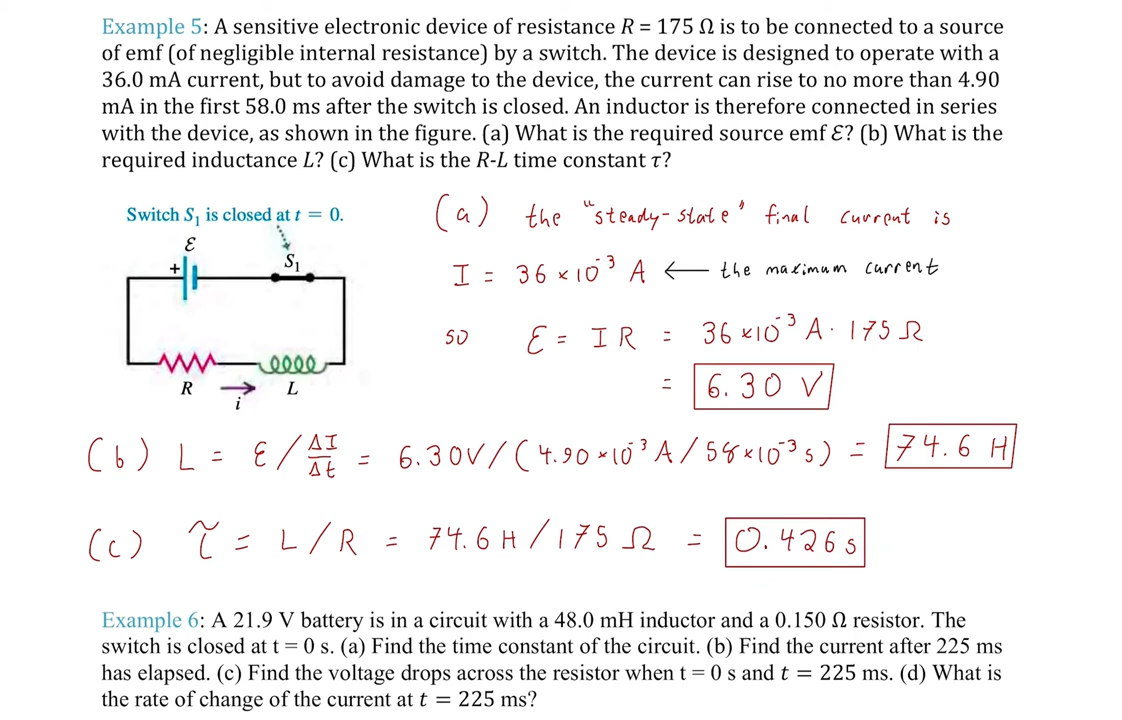 Example 5: A sensitive electronic device of resistance R = 175 Ω is to be connected to a source
of emf (of negligible internal resistance) by a switch. The device is designed to operate with a
36.0 mA current, but to avoid damage to the device, the current can rise to no more than 4.90
mA in the first 58.0 ms after the switch is closed. An inductor is therefore connected in series
with the device, as shown in the figure. (a) What is the required source emf ℰ? (b) What is the
required inductance L? (c) What is the R-L time constant τ?
Switch S₁ is closed at t = 0.
ℰ
+
S₁
R
i
L
(a) the "steady-state" final current is
I = 36 × 10⁻³ A ← the maximum current
so ℰ = IR = 36 × 10⁻³ A · 175 Ω
= 6.30 V
(b) L = ℰ / ΔI/Δt = 6.30V / (4.90 × 10⁻³ A / 58 × 10⁻³ s) = 74.6 H
(c) τ = L/R = 74.6 H / 175 Ω = 0.426 s
Example 6: A 21.9 V battery is in a circuit with a 48.0 mH inductor and a 0.150 Ω resistor. The
switch is closed at t = 0 s. (a) Find the time constant of the circuit. (b) Find the current after 225 ms
has elapsed. (c) Find the voltage drops across the resistor when t = 0 s and t = 225 ms. (d) What is
the rate of change of the current at t = 225 ms?